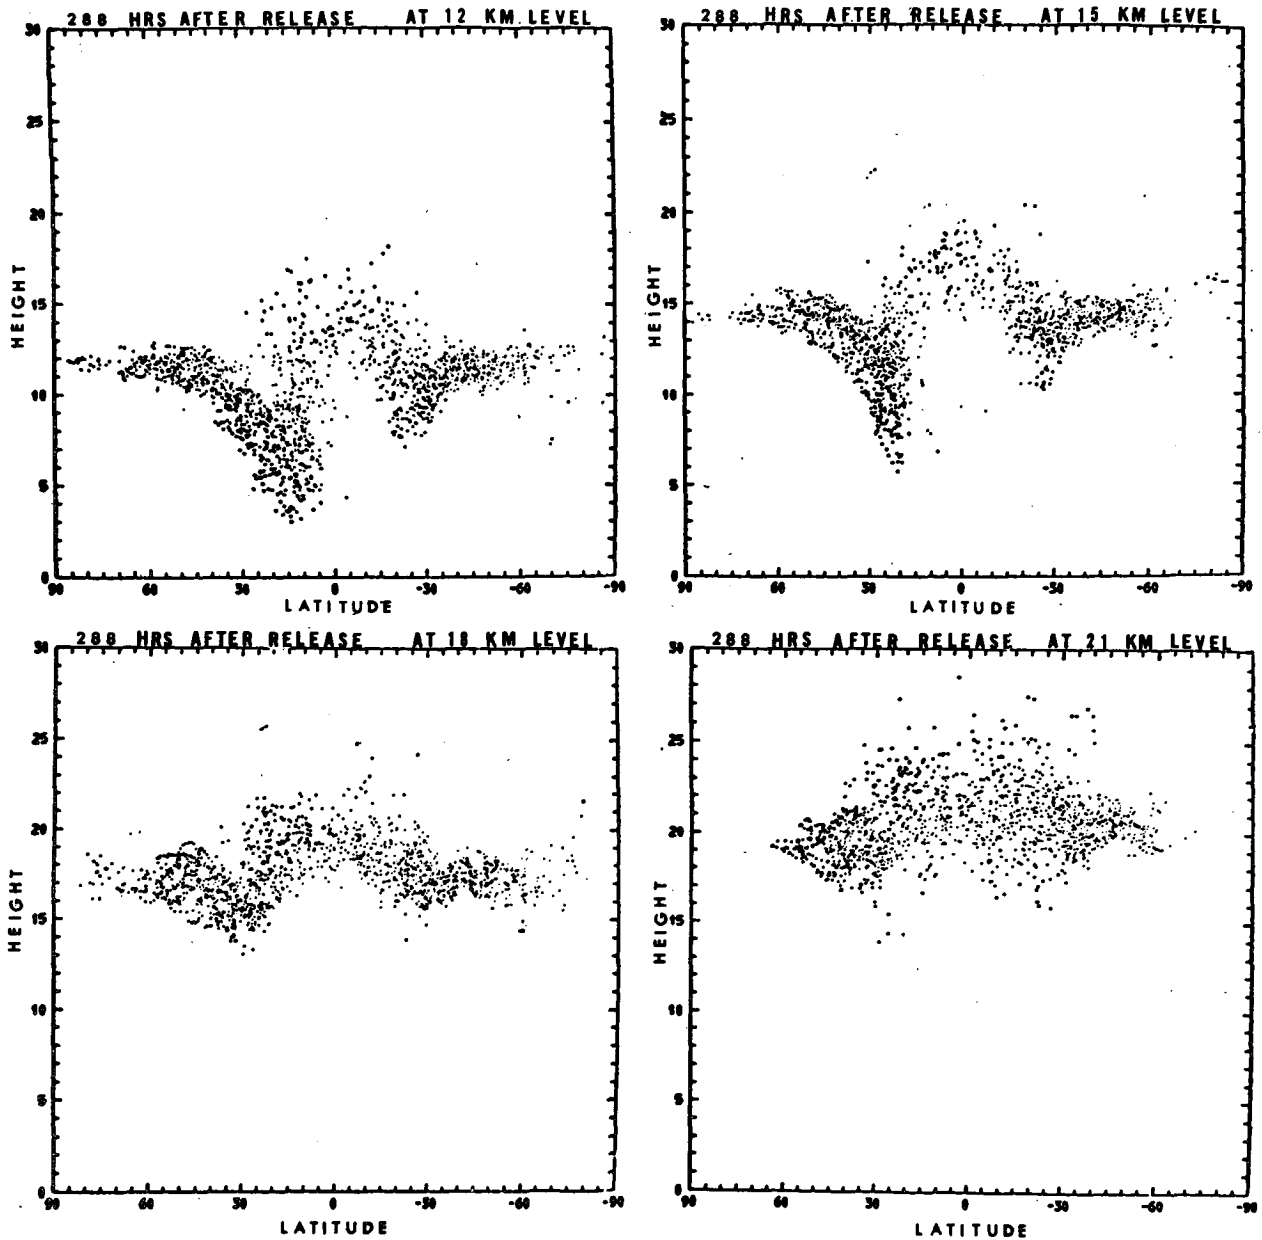 288 HRS AFTER RELEASE AT 12 KM LEVEL
30
25
20
15
10
5
0
HEIGHT
90 60 30 0 -30 -60 -90
LATITUDE
288 HRS AFTER RELEASE AT 15 KM LEVEL
30
25
20
15
10
5
0
HEIGHT
90 60 30 0 -30 -60 -90
LATITUDE
288 HRS AFTER RELEASE AT 18 KM LEVEL
30
25
20
15
10
5
0
HEIGHT
90 60 30 0 -30 -60 -90
LATITUDE
288 HRS AFTER RELEASE AT 21 KM LEVEL
30
25
20
15
10
5
0
HEIGHT
90 60 30 0 -30 -60 -90
LATITUDE